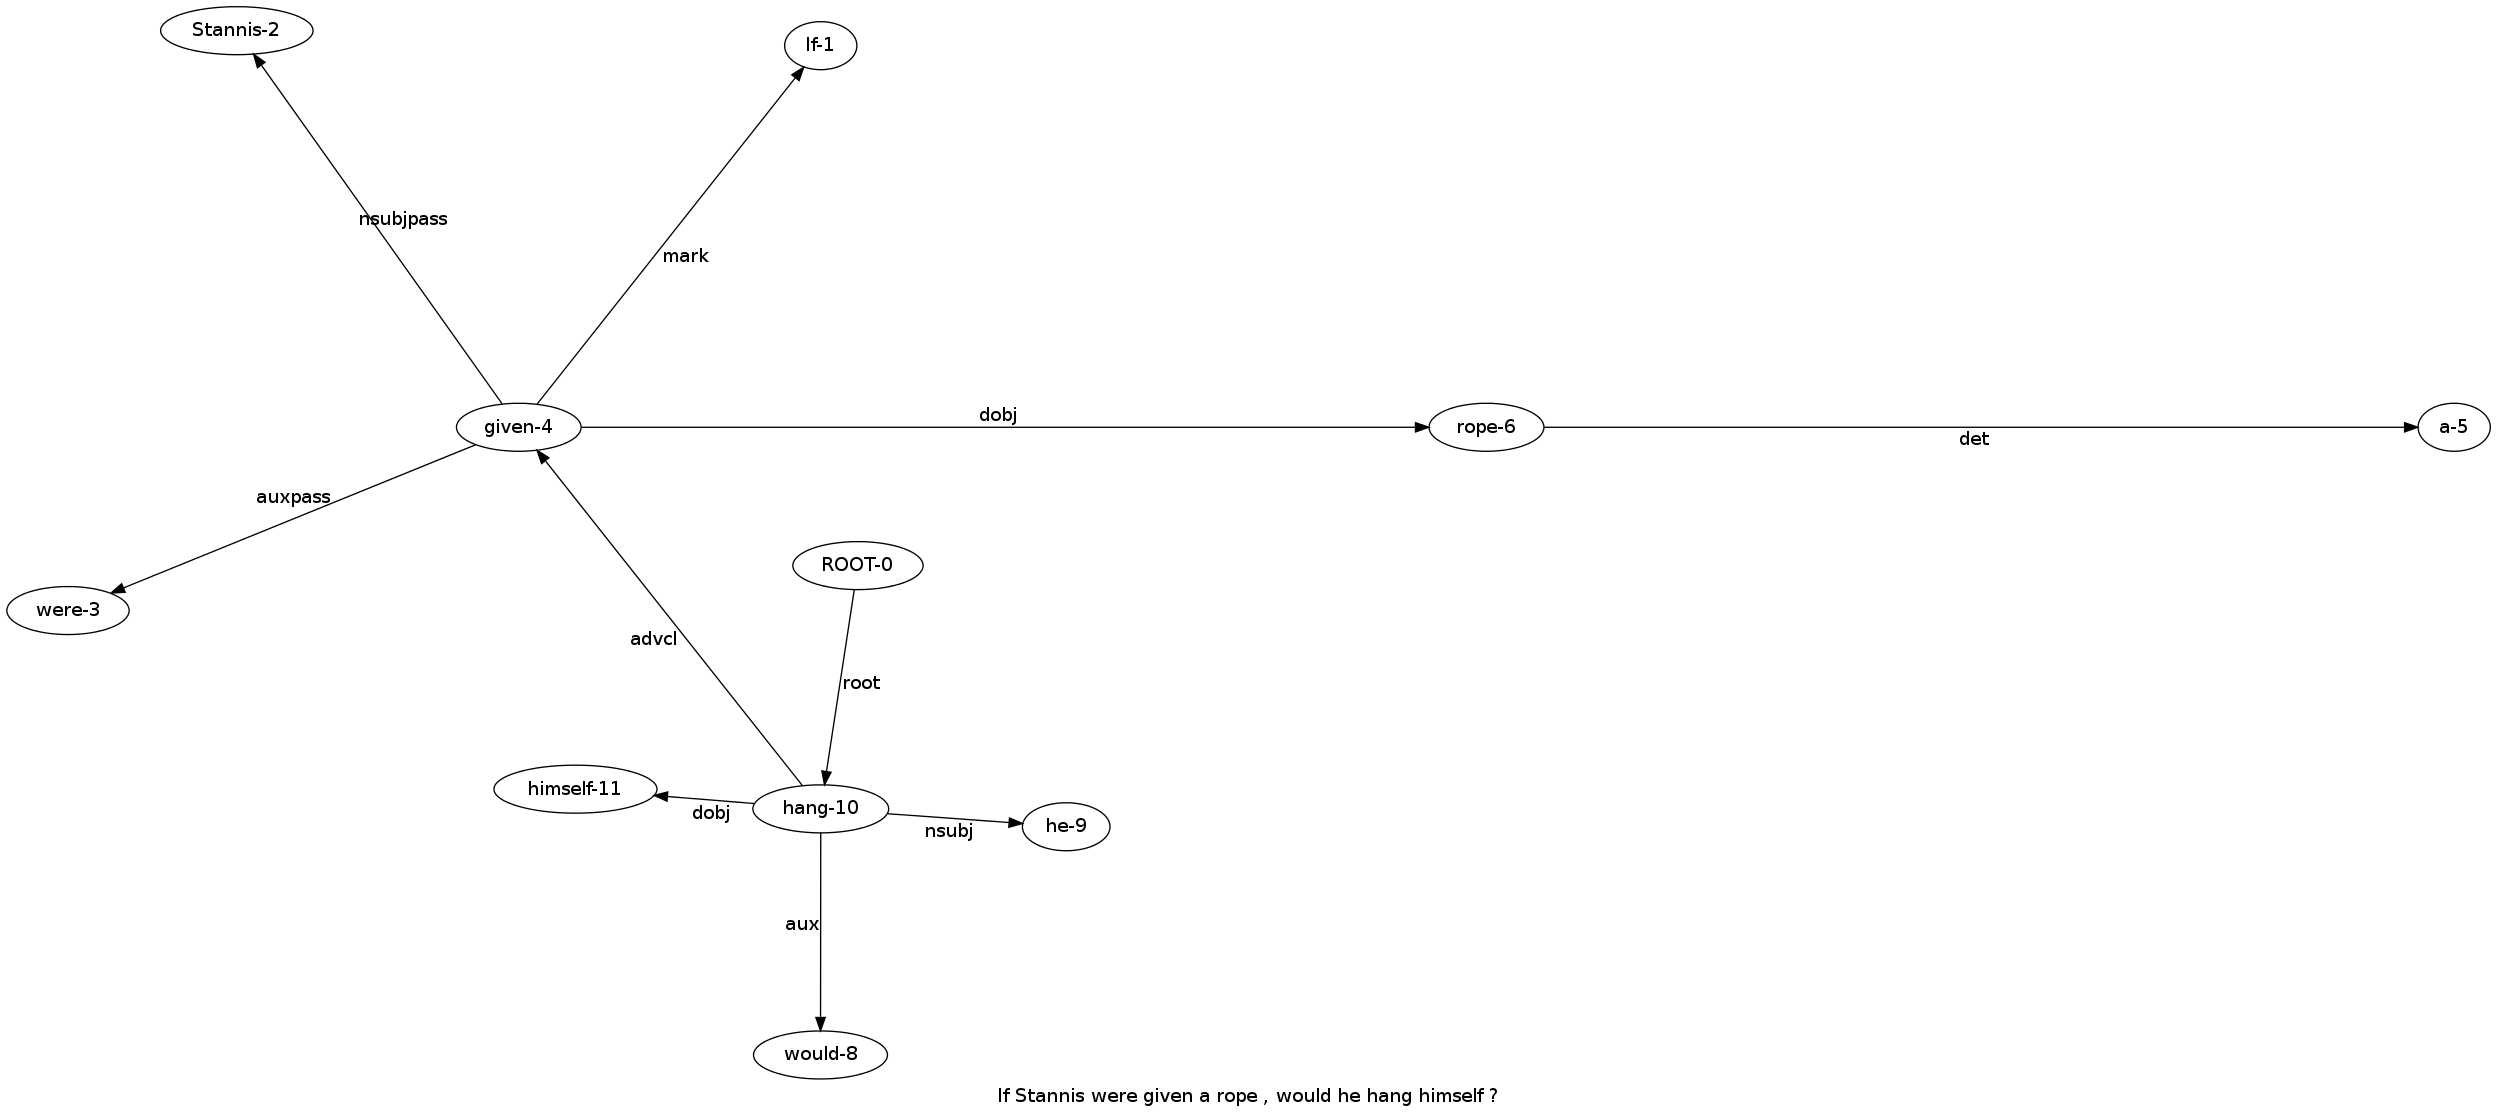 Stannis-2
If-1
nsubjpass
mark
dobj
given-4
rope-6
a-5
det
auxpass
ROOT-0
were-3
advcl
root
himself-11
hang-10
dobj
he-9
nsubj
aux
would-8
If Stannis were given a rope , would he hang himself ?